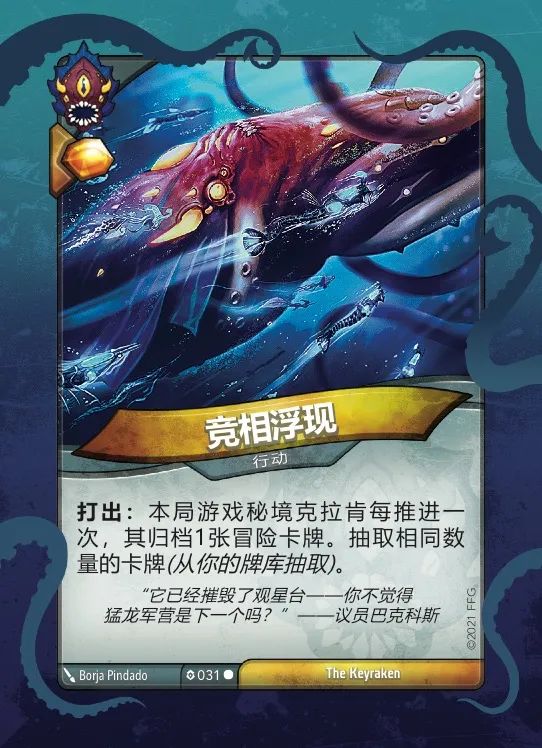 竞相浮现
行动
打出：本局游戏秘境克拉肯每推进一
次，其归档1张冒险卡牌。抽取相同数
量的卡牌(从你的牌库抽取)。
“它已经摧毁了观星台——你不觉得
猛龙军营是下一个吗？”——议员巴克科斯
©2021 FFG
Borja Pindado
031
The Keyraken